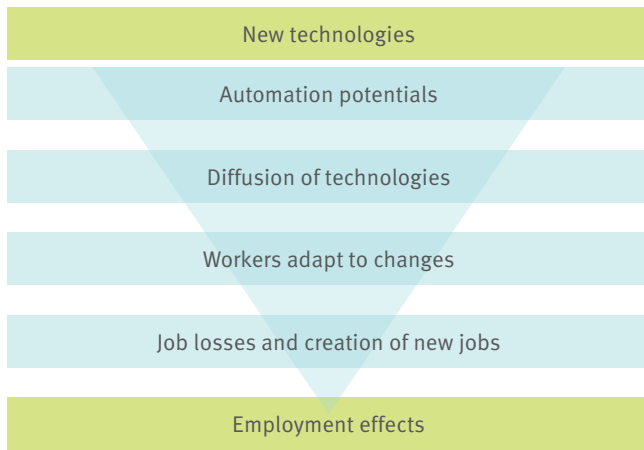 New technologies
Automation potentials
Diffusion of technologies
Workers adapt to changes
Job losses and creation of new jobs
Employment effects